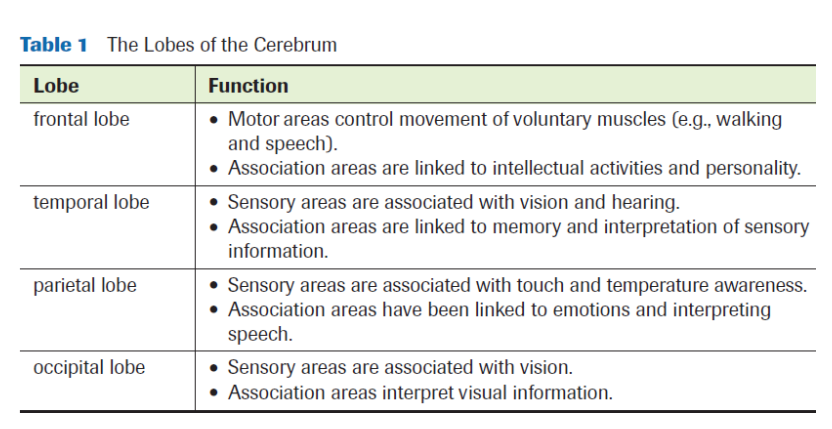 Table 1 The Lobes of the Cerebrum
Lobe Function
frontal lobe • Motor areas control movement of voluntary muscles (e.g., walking
and speech).
• Association areas are linked to intellectual activities and personality.
temporal lobe • Sensory areas are associated with vision and hearing.
• Association areas are linked to memory and interpretation of sensory
information.
parietal lobe • Sensory areas are associated with touch and temperature awareness.
• Association areas have been linked to emotions and interpreting
speech.
occipital lobe • Sensory areas are associated with vision.
• Association areas interpret visual information.